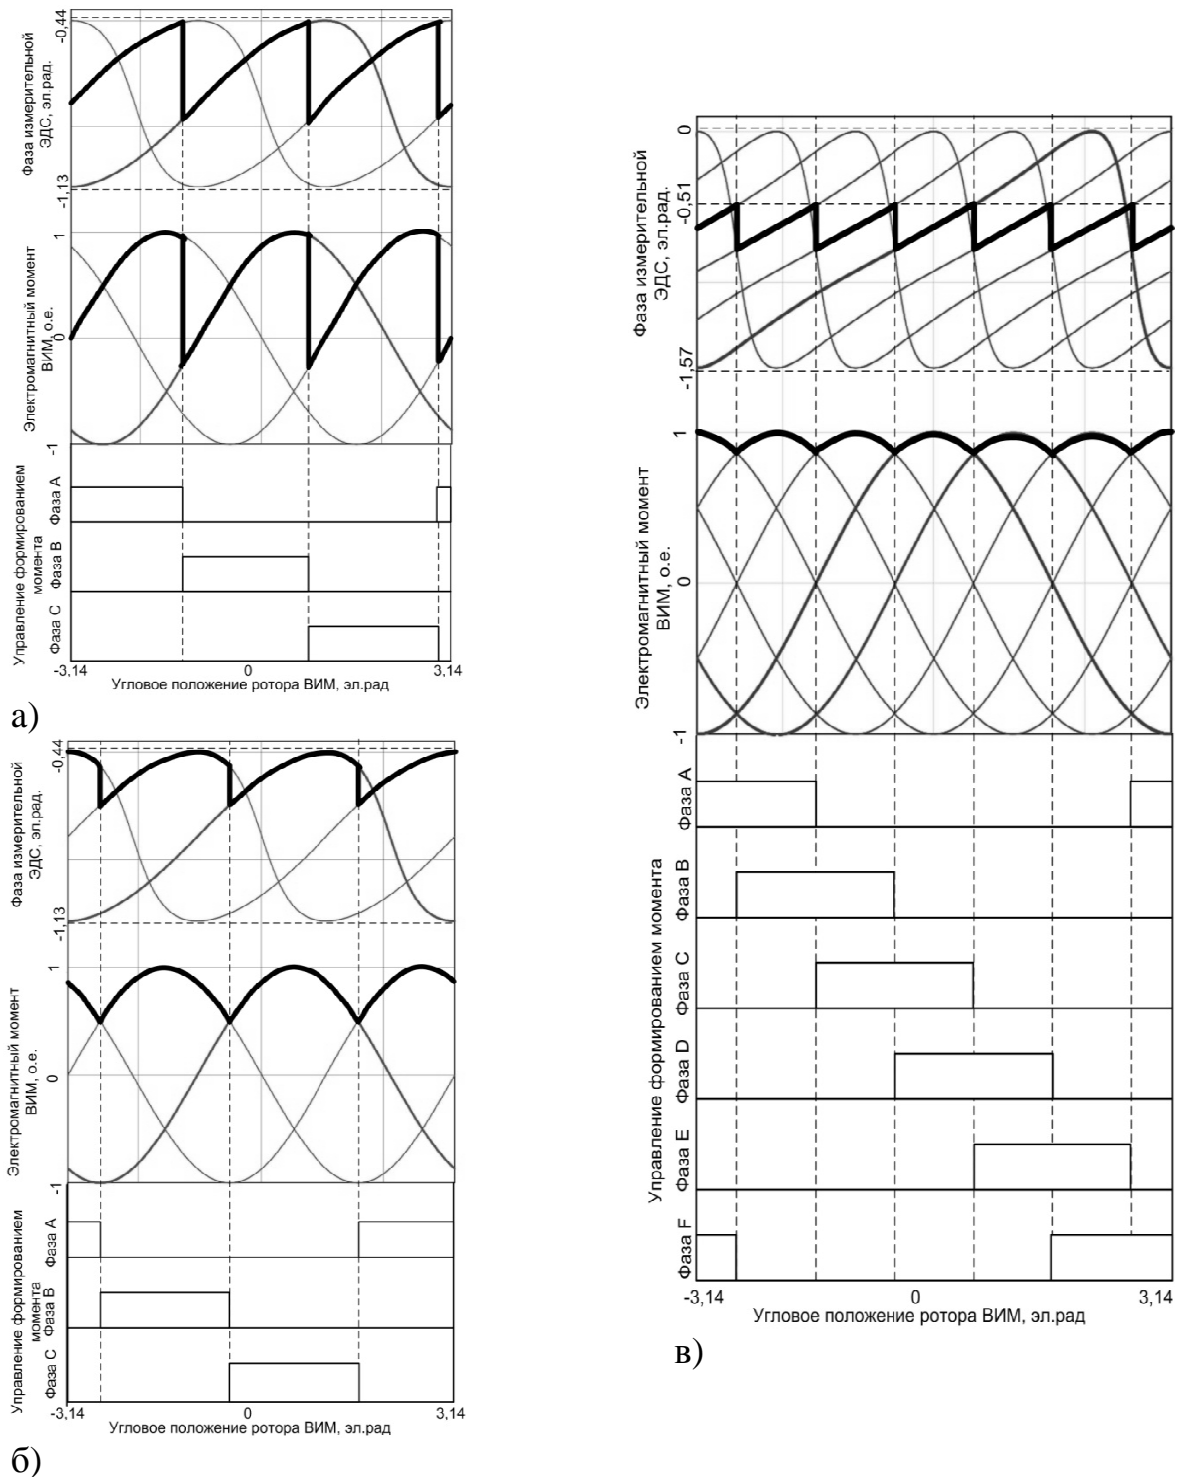 -0,44
Фаза измерительной
ЭДС, эл.рад.
-1,13
1
Электромагнитный момент
ВИМ, о.е.
0
-1
Управление формированием
момента
Фаза A
Фаза B
Фаза C
-3,14
0
3,14
Угловое положение ротора ВИМ, эл.рад
а)
-0,44
Фаза измерительной
ЭДС, эл.рад.
-1,13
1
Электромагнитный момент
ВИМ, о.е.
0
-1
Управление формированием
момента
Фаза A
Фаза B
Фаза C
-3,14
0
3,14
Угловое положение ротора ВИМ, эл.рад
б)
0
Фаза измерительной
ЭДС, эл.рад.
-0,51
-1,57
1
Электромагнитный момент
ВИМ, о.е.
0
-1
Управление формированием момента
Фаза A
Фаза B
Фаза C
Фаза D
Фаза E
Фаза F
-3,14
0
3,14
Угловое положение ротора ВИМ, эл.рад
в)